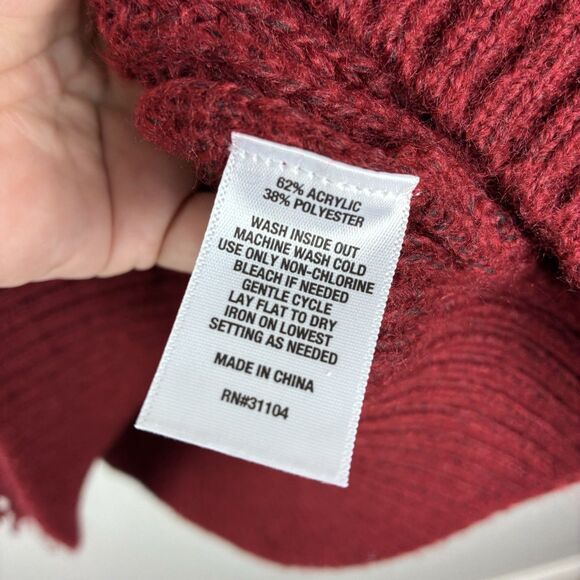 62% ACRYLIC
38% POLYESTER
WASH INSIDE OUT
MACHINE WASH COLD
USE ONLY NON-CHLORINE
BLEACH IF NEEDED
GENTLE CYCLE
LAY FLAT TO DRY
IRON ON LOWEST
SETTING AS NEEDED
MADE IN CHINA
RN#31104